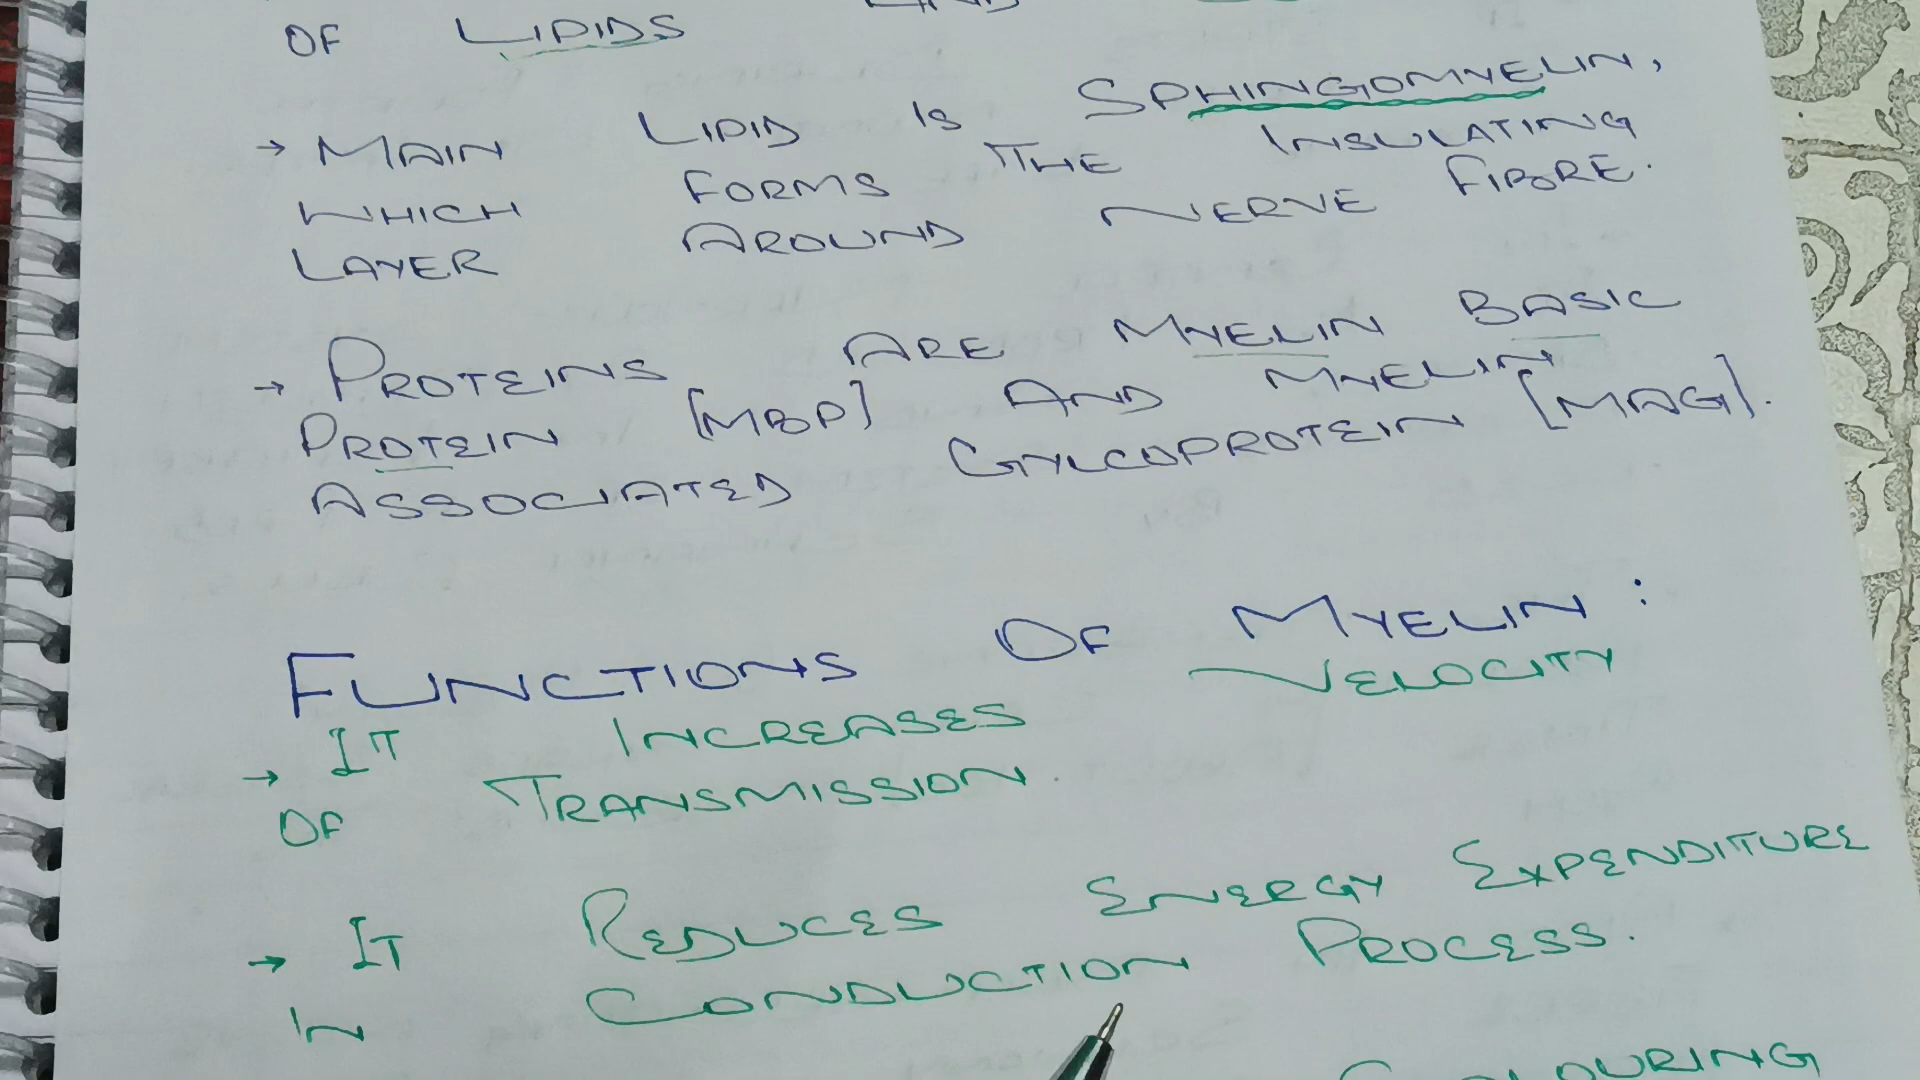 OF LIPIDS AND
→ MAIN LIPID IS SPHINGOMYELIN,
WHICH FORMS THE INSULATING
LAYER AROUND NERVE FIBRE.
→ PROTEINS ARE MYELIN BASIC
PROTEIN [MBP] AND MYELIN
ASSOCIATED GYLCOPROTEIN [MAG].
FUNCTIONS OF MYELIN :
→ IT INCREASES VELOCITY
OF TRANSMISSION.
→ IT REDUCES ENERGY EXPENDITURE
IN CONDUCTION PROCESS.
COLOURING